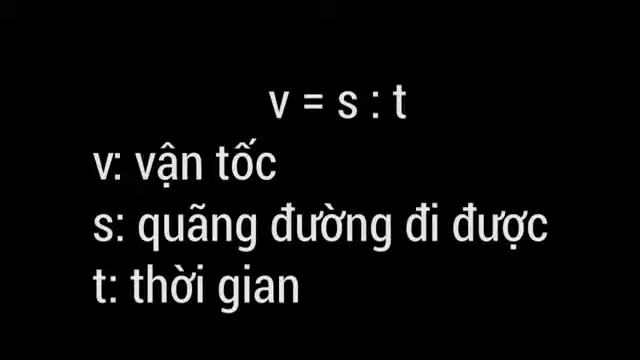 v = s : t
v: vận tốc
s: quãng đường đi được
t: thời gian